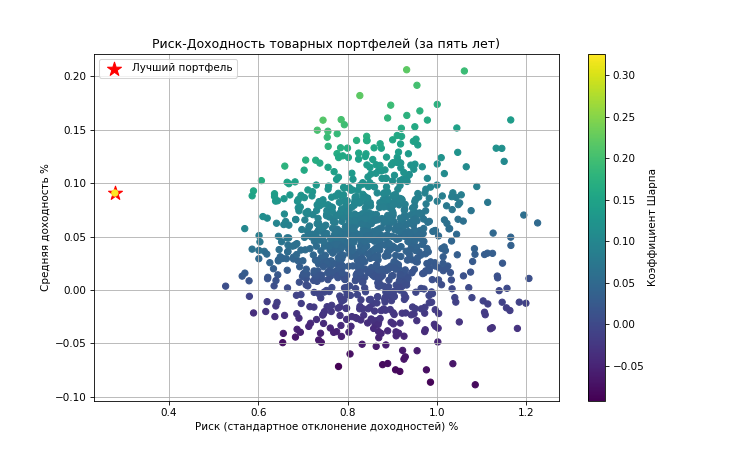 Риск-Доходность товарных портфелей (за пять лет)
Лучший портфель
Средняя доходность %
0.20
0.15
0.10
0.05
0.00
−0.05
−0.10
0.4 0.6 0.8 1.0 1.2
Риск (стандартное отклонение доходностей) %
0.30
0.25
0.20
0.15
0.10
0.05
0.00
−0.05
Коэффициент Шарпа